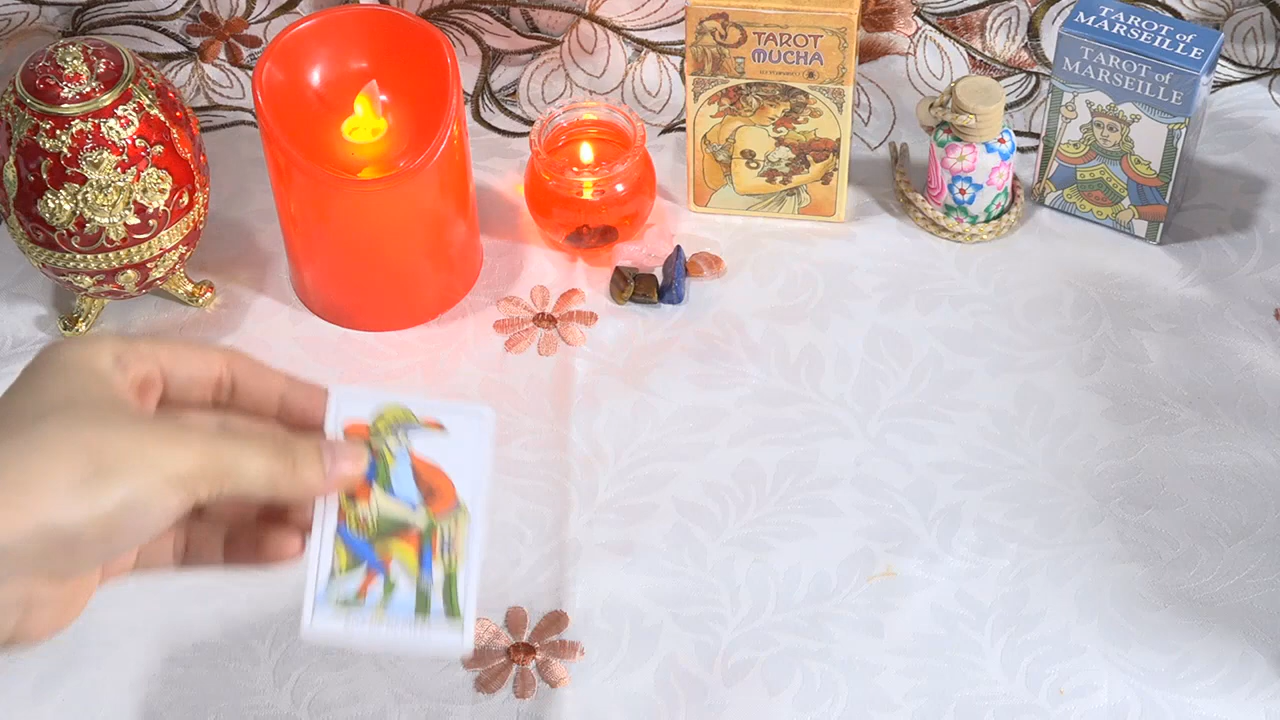 TAROT
MUCHA
TAROT of
MARSEILLE
TAROT of
MARSEILLE